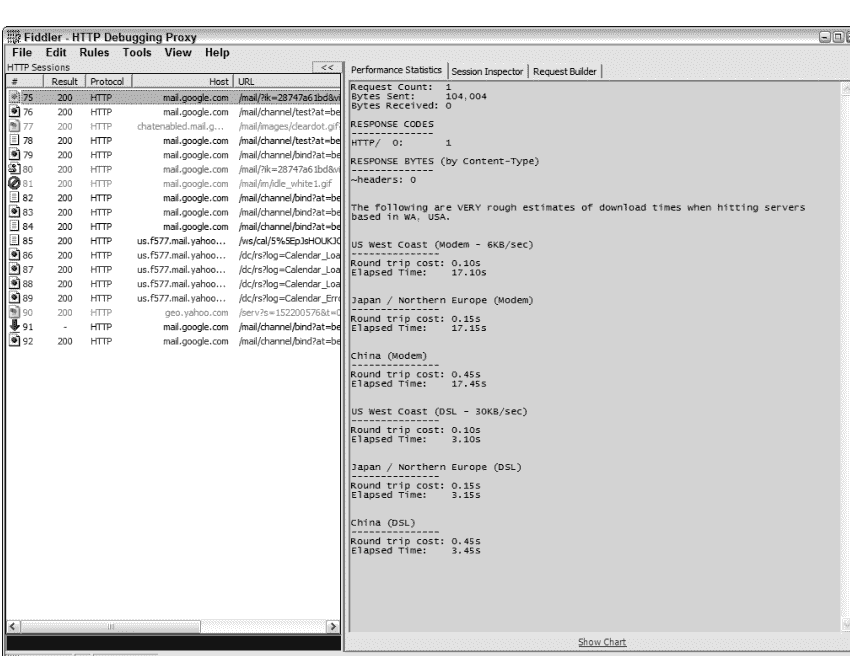 Fiddler - HTTP Debugging Proxy
File Edit Rules Tools View Help
HTTP Sessions <<
# Result Protocol Host URL
75 200 HTTP mail.google.com /mail/?ik=28747a61bd&vi
76 200 HTTP mail.google.com /mail/channel/test?at=be
77 200 HTTP chatenabled.mail.g... /mail/images/cleardot.gif
78 200 HTTP mail.google.com /mail/channel/test?at=be
79 200 HTTP mail.google.com /mail/channel/bind?at=be
80 200 HTTP mail.google.com /mail/?ik=28747a61bd&vi
81 200 HTTP mail.google.com /mail/im/idle_white1.gif
82 200 HTTP mail.google.com /mail/channel/bind?at=be
83 200 HTTP mail.google.com /mail/channel/bind?at=be
84 200 HTTP mail.google.com /mail/channel/bind?at=be
85 200 HTTP us.f577.mail.yahoo... /ws/cal/5%5EpJsHOUKJO
86 200 HTTP us.f577.mail.yahoo... /dc/rs?log=Calendar_Loa
87 200 HTTP us.f577.mail.yahoo... /dc/rs?log=Calendar_Loa
88 200 HTTP us.f577.mail.yahoo... /dc/rs?log=Calendar_Loa
89 200 HTTP us.f577.mail.yahoo... /dc/rs?log=Calendar_Erro
90 200 HTTP geo.yahoo.com /serv?s=152200576&t=0
91 - HTTP mail.google.com /mail/channel/bind?at=be
92 200 HTTP mail.google.com /mail/channel/bind?at=be
Performance Statistics Session Inspector Request Builder
Request Count: 1
Bytes Sent: 104,004
Bytes Received: 0
RESPONSE CODES
--------------
HTTP/ 0: 1
RESPONSE BYTES (by Content-Type)
--------------
~headers: 0
The following are VERY rough estimates of download times when hitting servers
based in WA, USA.
US West Coast (Modem - 6KB/sec)
---------------
Round trip cost: 0.10s
Elapsed Time: 17.10s
Japan / Northern Europe (Modem)
---------------
Round trip cost: 0.15s
Elapsed Time: 17.15s
China (Modem)
---------------
Round trip cost: 0.45s
Elapsed Time: 17.45s
US West Coast (DSL - 30KB/sec)
---------------
Round trip cost: 0.10s
Elapsed Time: 3.10s
Japan / Northern Europe (DSL)
---------------
Round trip cost: 0.15s
Elapsed Time: 3.15s
China (DSL)
---------------
Round trip cost: 0.45s
Elapsed Time: 3.45s
Show Chart